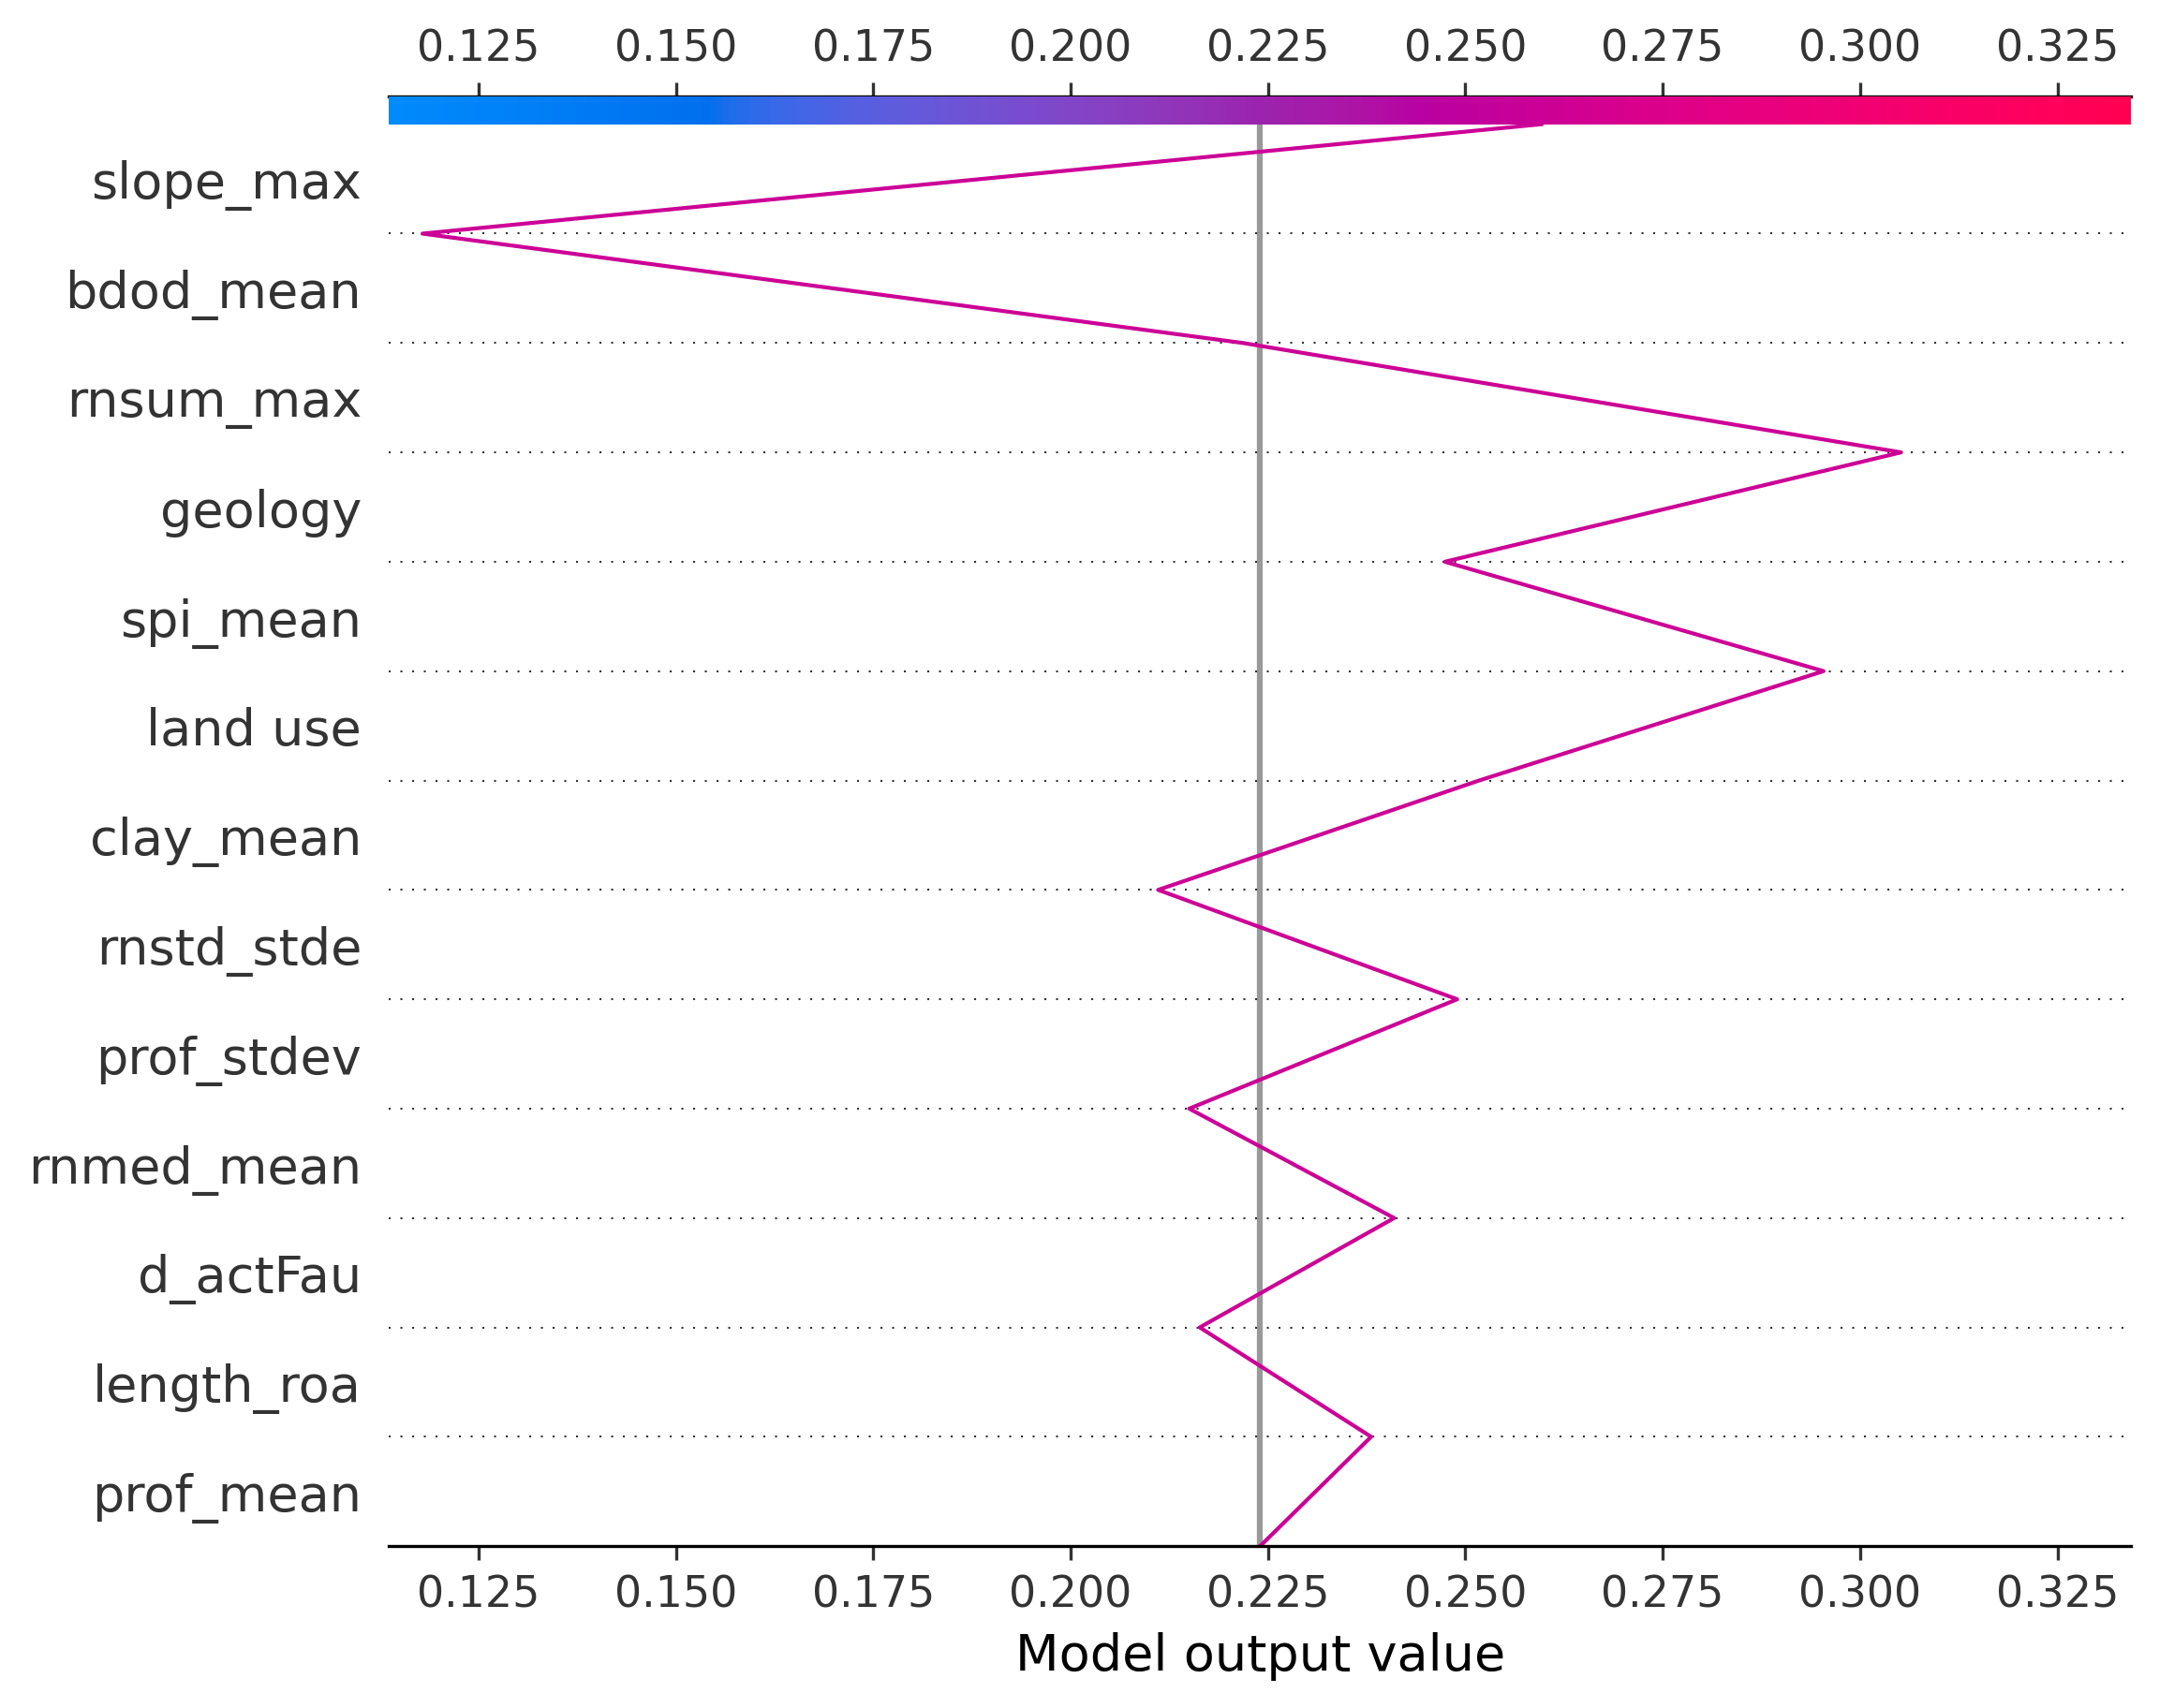 0.125 0.150 0.175 0.200 0.225 0.250 0.275 0.300 0.325
slope_max
bdod_mean
rnsum_max
geology
spi_mean
land use
clay_mean
rnstd_stde
prof_stdev
rnmed_mean
d_actFau
length_roa
prof_mean
0.125 0.150 0.175 0.200 0.225 0.250 0.275 0.300 0.325
Model output value